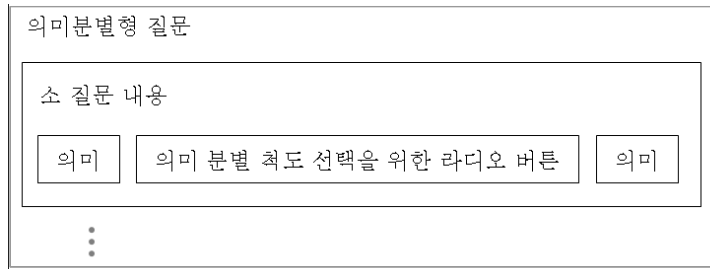 의미분별형 질문
소 질문 내용
의미 의미 분별 척도 선택을 위한 라디오 버튼 의미